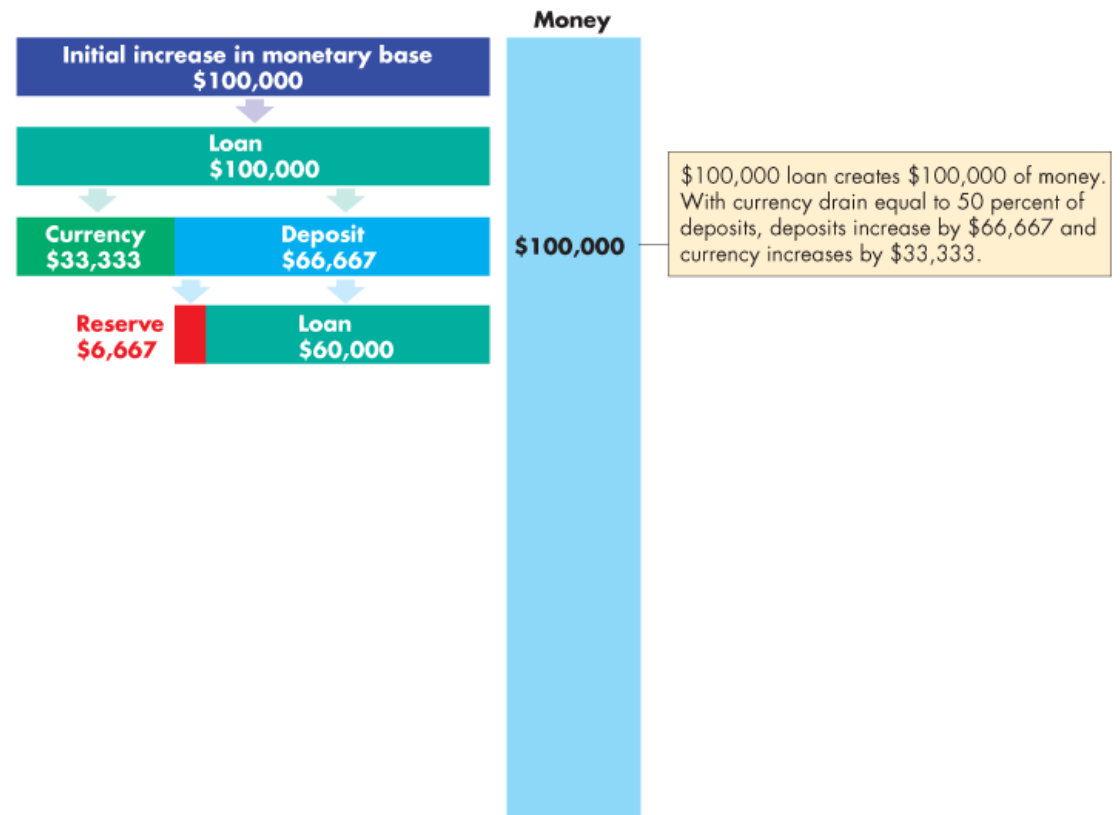 Money
Initial increase in monetary base
$100,000
Loan
$100,000
Currency
$33,333
Deposit
$66,667
$100,000
$100,000 loan creates $100,000 of money.
With currency drain equal to 50 percent of
deposits, deposits increase by $66,667 and
currency increases by $33,333.
Reserve
$6,667
Loan
$60,000